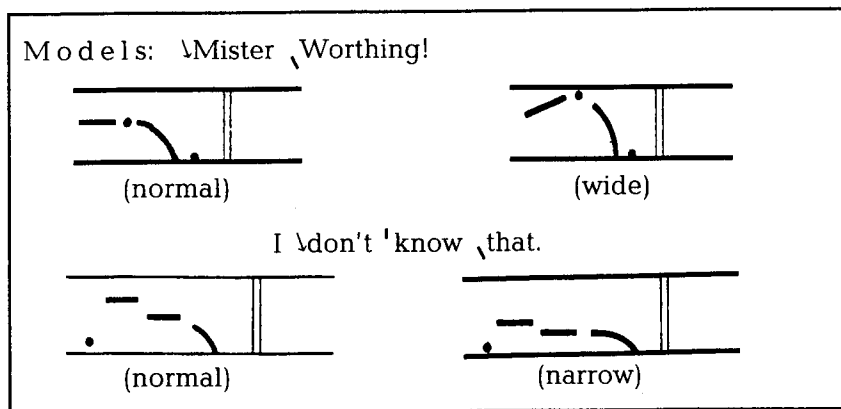 Models: ↘Mister ˎWorthing!
(normal) (wide)
I ↘don't ˈknow ˎthat.
(normal) (narrow)